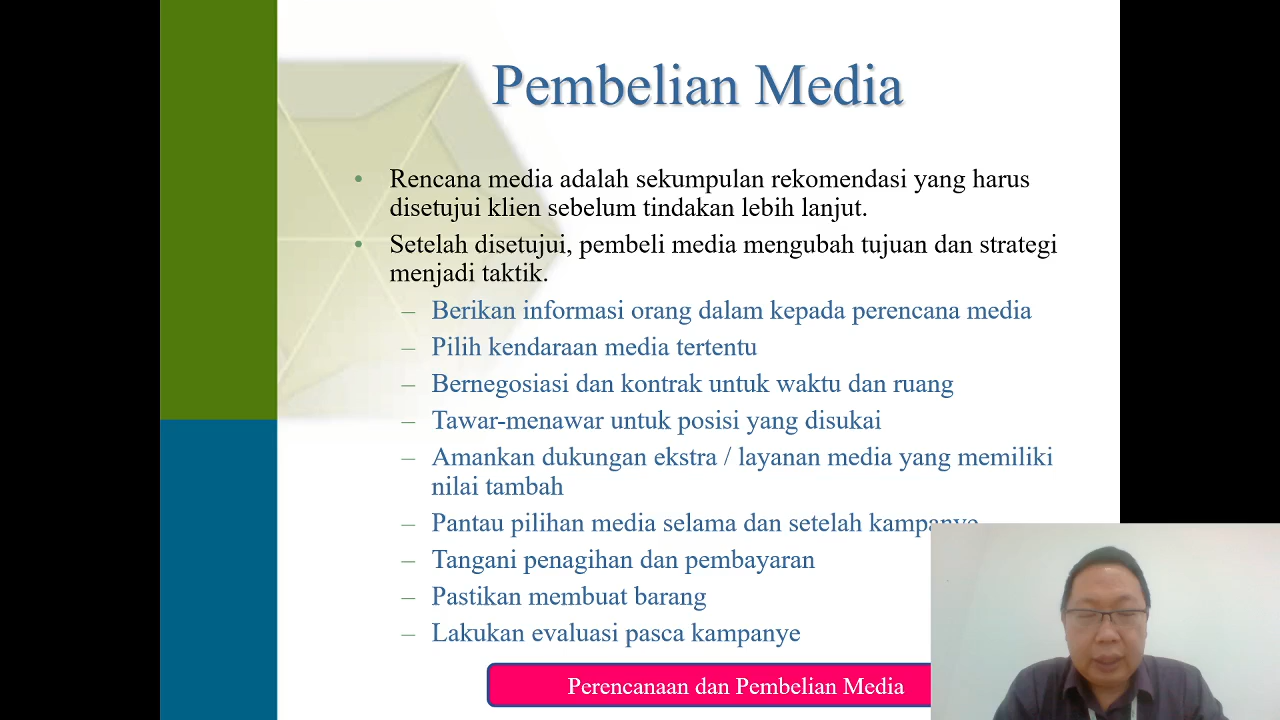 Pembelian Media
• Rencana media adalah sekumpulan rekomendasi yang harus
disetujui klien sebelum tindakan lebih lanjut.
• Setelah disetujui, pembeli media mengubah tujuan dan strategi
menjadi taktik.
– Berikan informasi orang dalam kepada perencana media
– Pilih kendaraan media tertentu
– Bernegosiasi dan kontrak untuk waktu dan ruang
– Tawar-menawar untuk posisi yang disukai
– Amankan dukungan ekstra / layanan media yang memiliki
nilai tambah
– Pantau pilihan media selama dan setelah kampanye
– Tangani penagihan dan pembayaran
– Pastikan membuat barang
– Lakukan evaluasi pasca kampanye
Perencanaan dan Pembelian Media